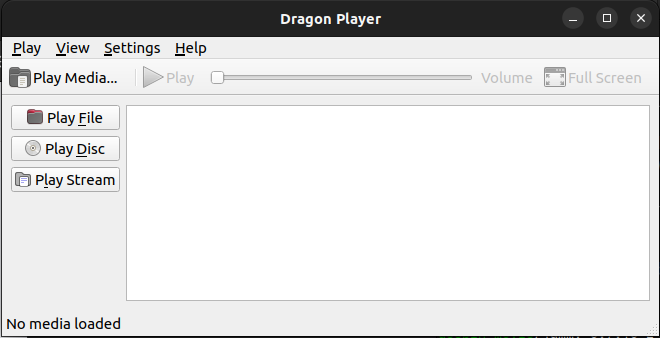 Dragon Player
Play View Settings Help
Play Media... Play Volume Full Screen
Play File
Play Disc
Play Stream
No media loaded